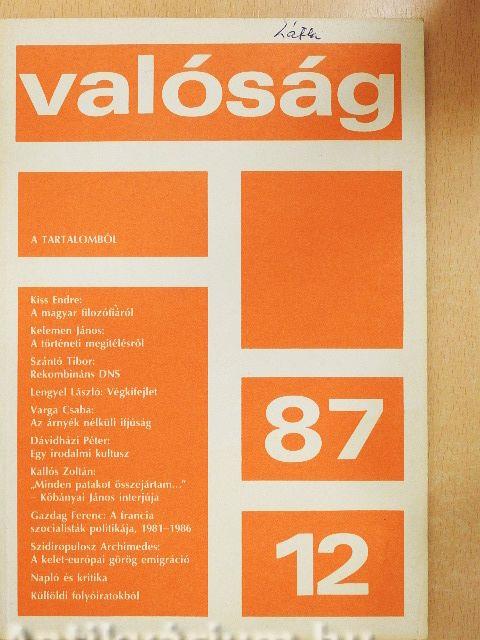 valóság
A TARTALOMBÓL
Kiss Endre:
A magyar filozófiáról
Kelemen János:
A történeti megítélésről
Szántó Tibor:
Rekombináns DNS
Lengyel László: Végkifejlet
Varga Csaba:
Az árnyék nélküli ifjúság
Dávidházi Péter:
Egy irodalmi kultusz
Kallós Zoltán:
„Minden patakot összejártam..."
– Kőbányai János interjúja
Gazdag Ferenc: A francia
szocialisták politikája, 1981–1986
Szidiropulosz Archimedes:
A kelet-európai görög emigráció
Napló és kritika
Külföldi folyóiratokból
87
12
Antikvárium.hu